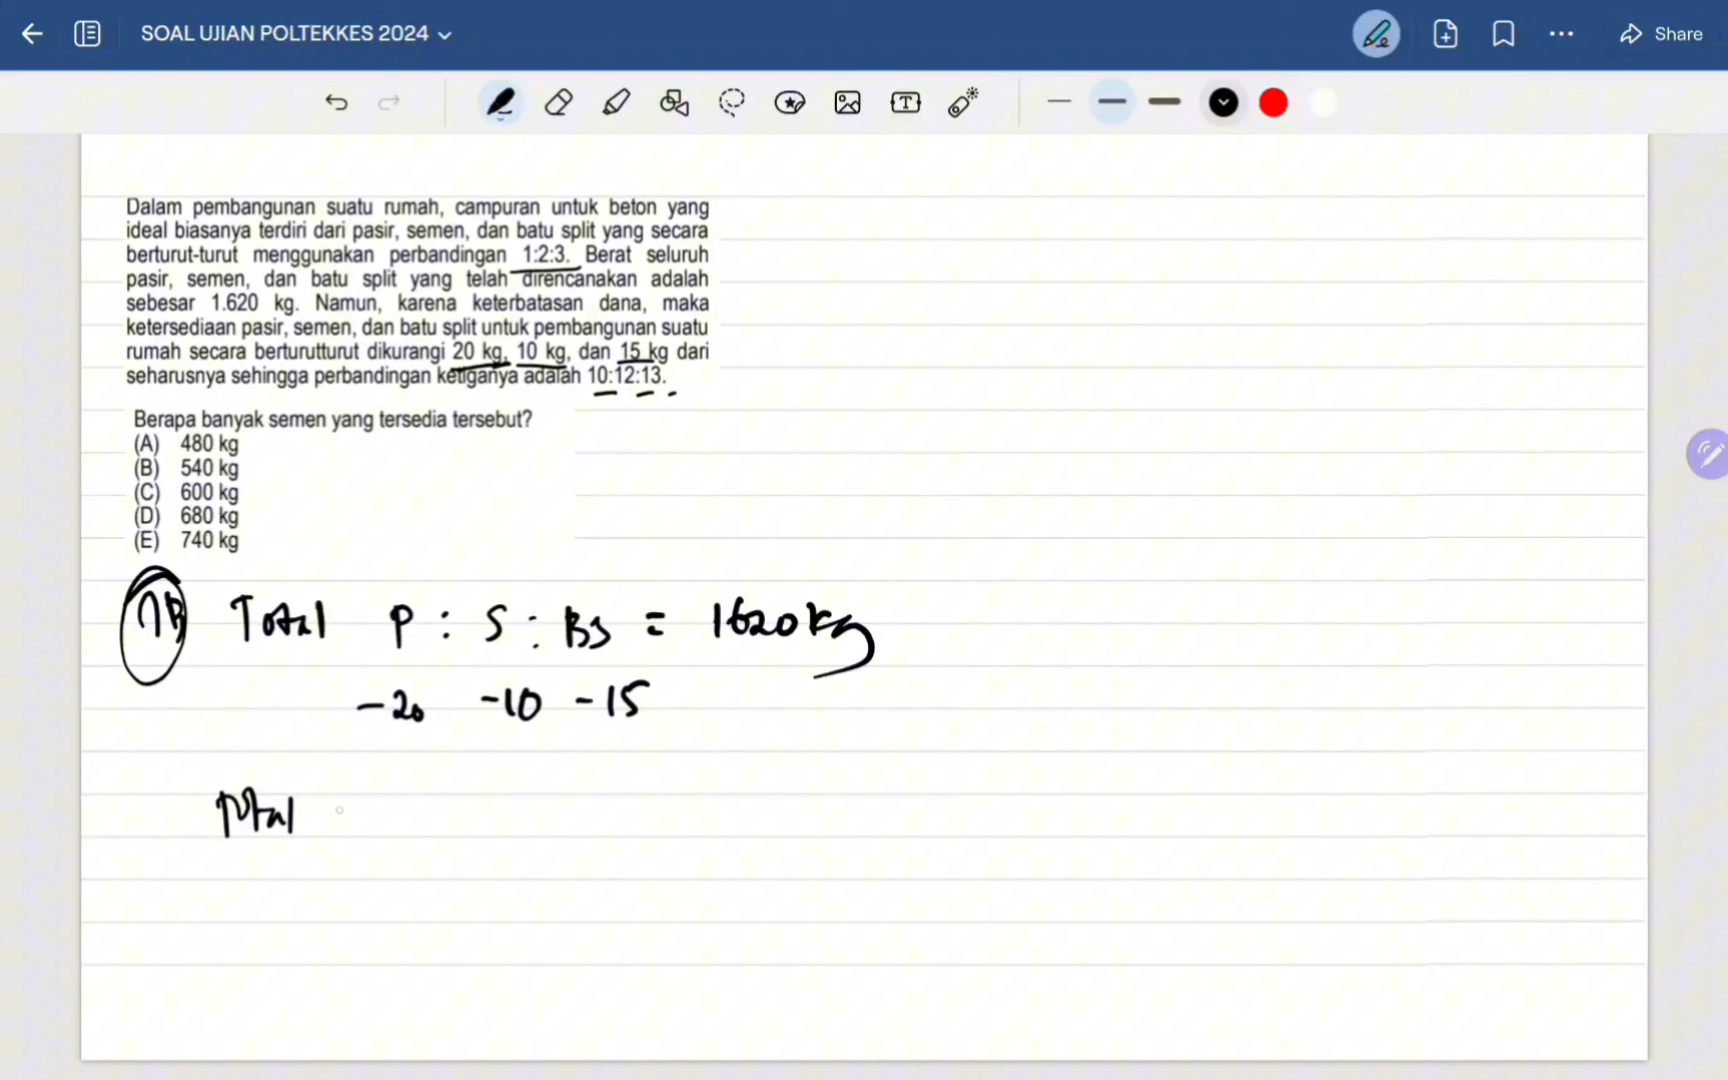 SOAL UJIAN POLTEKKES 2024
Share
Dalam pembangunan suatu rumah, campuran untuk beton yang
ideal biasanya terdiri dari pasir, semen, dan batu split yang secara
berturut-turut menggunakan perbandingan 1:2:3. Berat seluruh
pasir, semen, dan batu split yang telah direncanakan adalah
sebesar 1.620 kg. Namun, karena keterbatasan dana, maka
ketersediaan pasir, semen, dan batu split untuk pembangunan suatu
rumah secara berturutturut dikurangi 20 kg, 10 kg, dan 15 kg dari
seharusnya sehingga perbandingan ketiganya adalah 10:12:13.
Berapa banyak semen yang tersedia tersebut?
(A) 480 kg
(B) 540 kg
(C) 600 kg
(D) 680 kg
(E) 740 kg
Total P : S : BS = 1620 kg
-20 -10 -15
Total